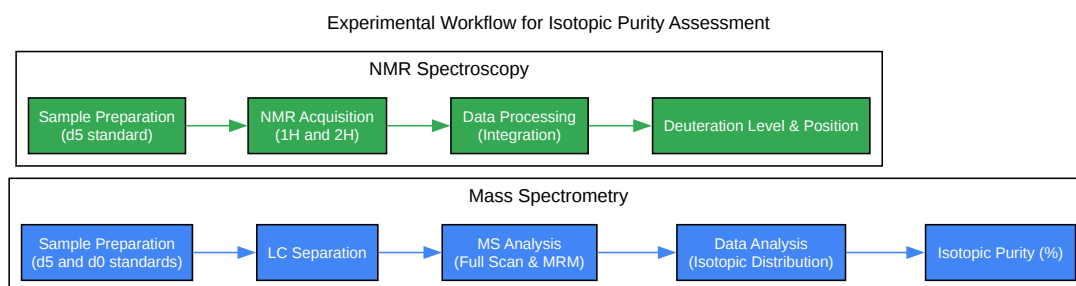 Experimental Workflow for Isotopic Purity Assessment
NMR Spectroscopy
Sample Preparation
(d5 standard)
NMR Acquisition
(1H and 2H)
Data Processing
(Integration)
Deuteration Level & Position
Mass Spectrometry
Sample Preparation
(d5 and d0 standards)
LC Separation
MS Analysis
(Full Scan & MRM)
Data Analysis
(Isotopic Distribution)
Isotopic Purity (%)